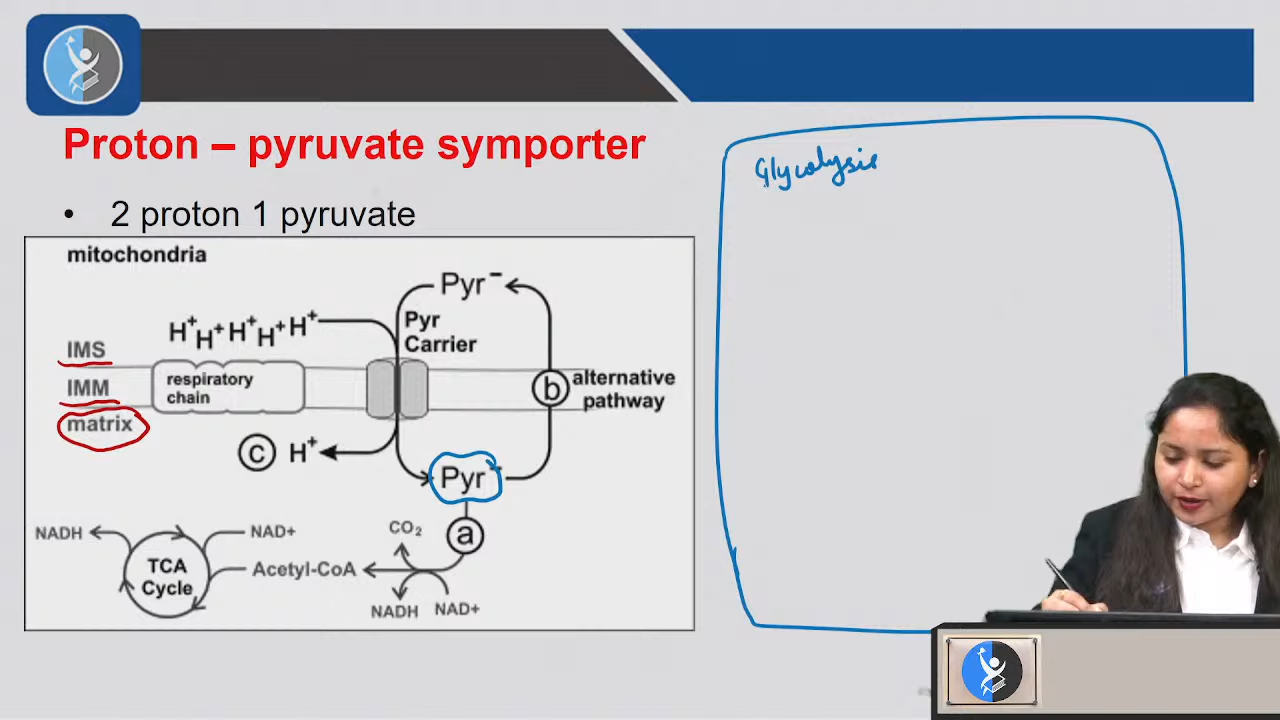 Proton – pyruvate symporter
• 2 proton 1 pyruvate
Glycolysis
mitochondria
Pyr⁻
H⁺ H⁺ H⁺ H⁺ H⁺
Pyr
Carrier
IMS
IMM
matrix
respiratory
chain
b
alternative
pathway
c H⁺
Pyr⁻
a
NADH
NAD+
CO₂
TCA
Cycle
Acetyl-CoA
NADH
NAD+